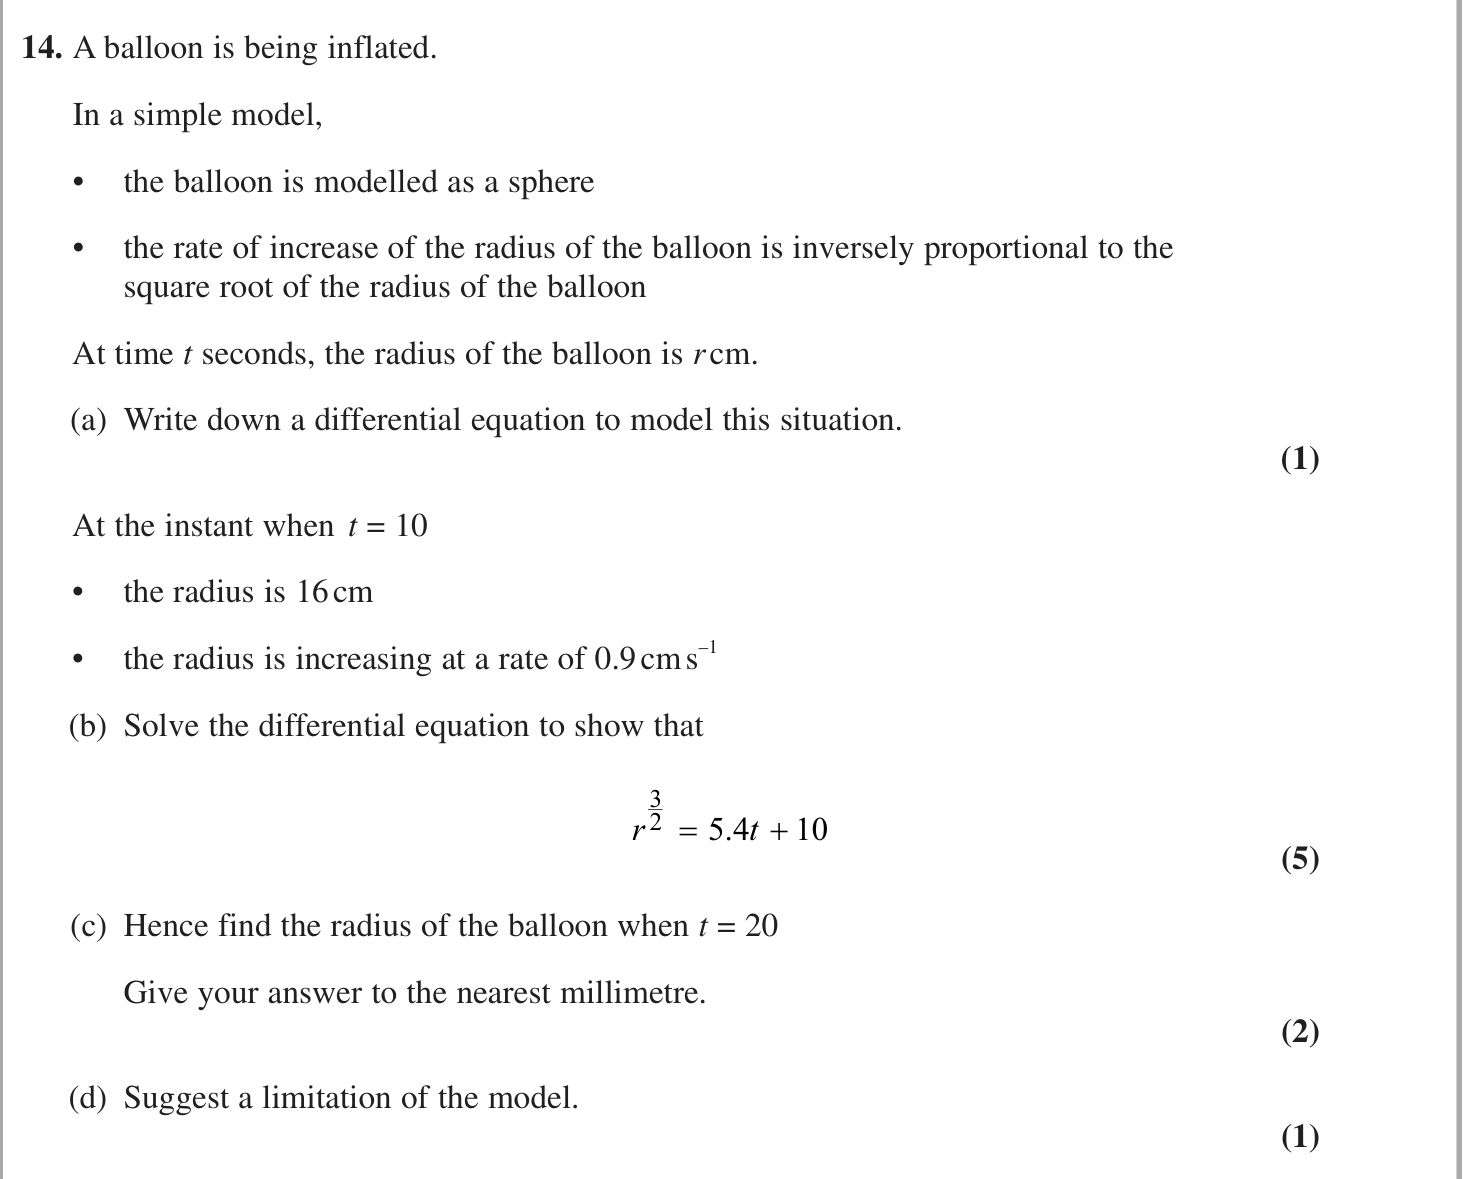 14. A balloon is being inflated.
In a simple model,
• the balloon is modelled as a sphere
• the rate of increase of the radius of the balloon is inversely proportional to the
square root of the radius of the balloon
At time t seconds, the radius of the balloon is r cm.
(a) Write down a differential equation to model this situation.
(1)
At the instant when t = 10
• the radius is 16 cm
• the radius is increasing at a rate of 0.9 cm s⁻¹
(b) Solve the differential equation to show that
r^(3/2) = 5.4t + 10
(5)
(c) Hence find the radius of the balloon when t = 20
Give your answer to the nearest millimetre.
(2)
(d) Suggest a limitation of the model.
(1)